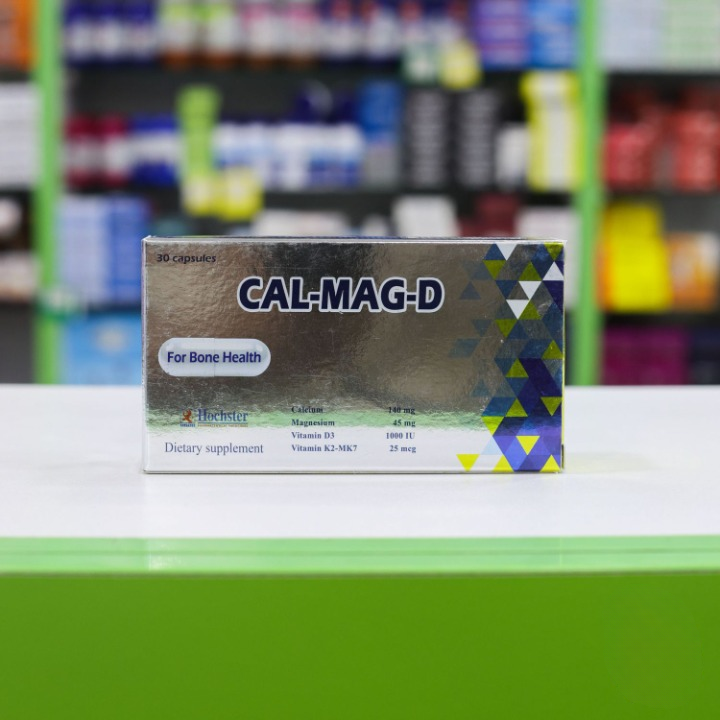 30 capsules
CAL-MAG-D
For Bone Health
Hochster
Dietary supplement
Calcium 140 mg
Magnesium 45 mg
Vitamin D3 1000 IU
Vitamin K2-MK7 25 mcg